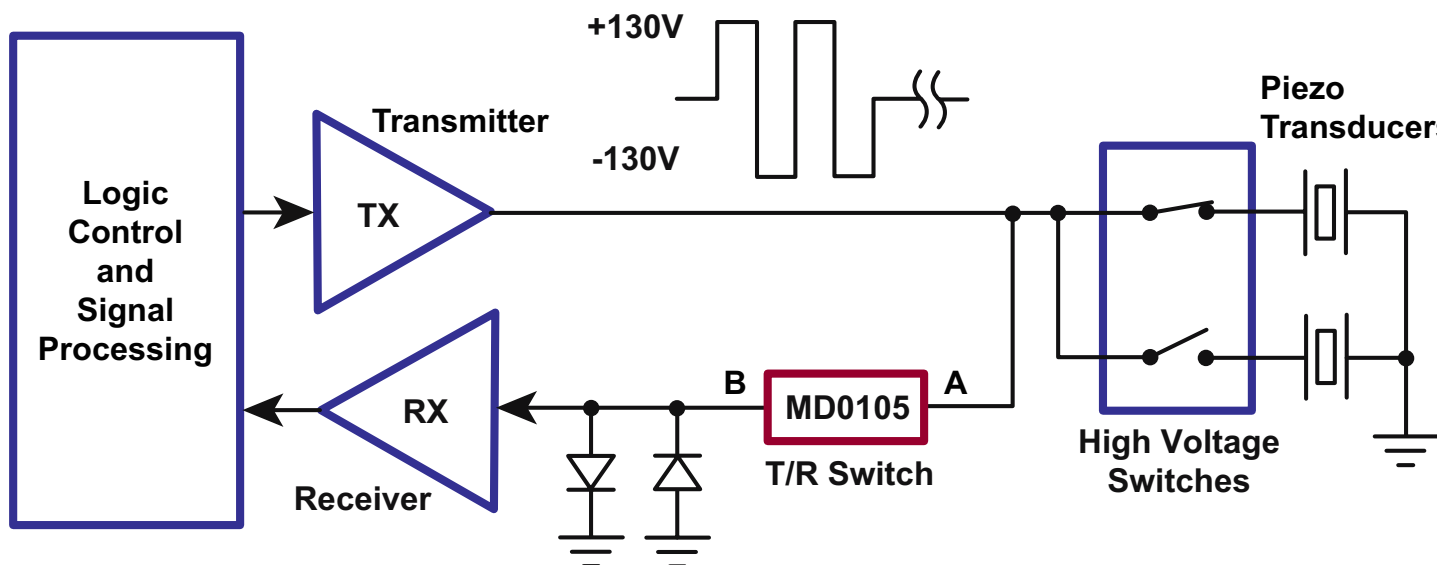 +130V
-130V
Transmitter
Piezo
Transducers
Logic
Control
and
Signal
Processing
TX
RX
B
MD0105
A
T/R Switch
Receiver
High Voltage
Switches